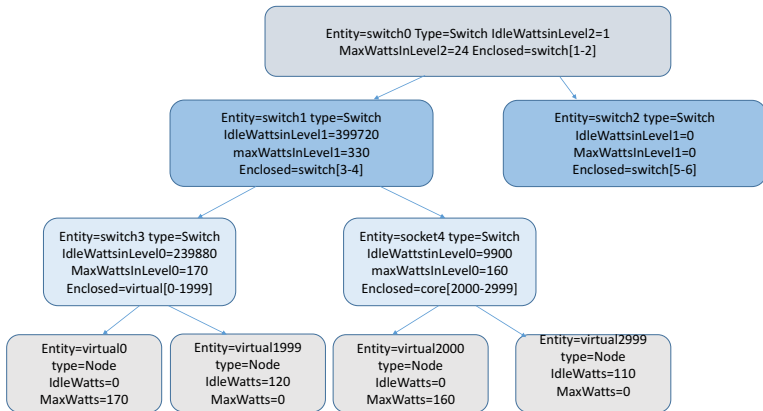 Entity=switch0 Type=Switch IdleWattsinLevel2=1
MaxWattsInLevel2=24 Enclosed=switch[1-2]
Entity=switch1 type=Switch
IdleWattsinLevel1=399720
maxWattsInLevel1=330
Enclosed=switch[3-4]
Entity=switch2 type=Switch
IdleWattsinLevel1=0
MaxWattsInLevel1=0
Enclosed=switch[5-6]
Entity=switch3 type=Switch
IdleWattsinLevel0=239880
MaxWattsInLevel0=170
Enclosed=virtual[0-1999]
Entity=socket4 type=Switch
IdleWattstinLevel0=9900
maxWattsInLevel0=160
Enclosed=core[2000-2999]
Entity=virtual0
type=Node
IdleWatts=0
MaxWatts=170
Entity=virtual1999
type=Node
IdleWatts=120
MaxWatts=0
Entity=virtual2000
type=Node
IdleWatts=0
MaxWatts=160
Entity=virtual2999
type=Node
IdleWatts=110
MaxWatts=0